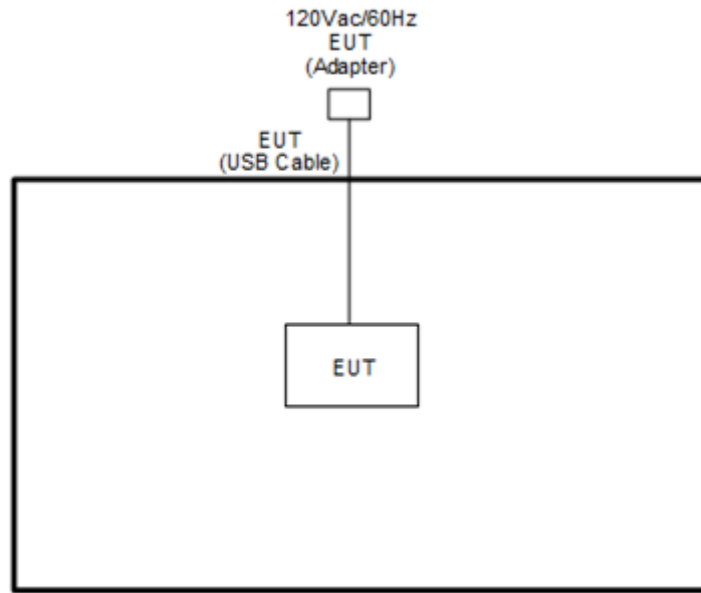 120Vac/60Hz
EUT
(Adapter)
EUT
(USB Cable)
EUT